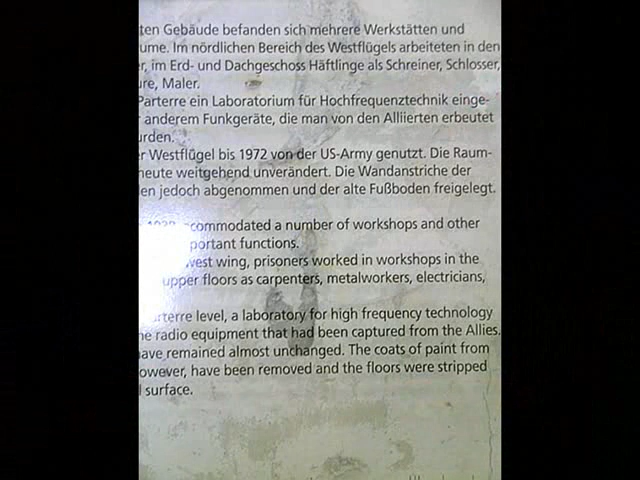 ten Gebäude befanden sich mehrere Werkstätten und
ume. Im nördlichen Bereich des Westflügels arbeiteten in den
r, im Erd- und Dachgeschoss Häftlinge als Schreiner, Schlosser,
ure, Maler.
Parterre ein Laboratorium für Hochfrequenztechnik einge-
r anderem Funkgeräte, die man von den Alliierten erbeutet
urden.
r Westflügel bis 1972 von der US-Army genutzt. Die Raum-
heute weitgehend unverändert. Die Wandanstriche der
en jedoch abgenommen und der alte Fußboden freigelegt.
ccommodated a number of workshops and other
portant functions.
west wing, prisoners worked in workshops in the
upper floors as carpenters, metalworkers, electricians,
arterre level, a laboratory for high frequency technology
he radio equipment that had been captured from the Allies.
have remained almost unchanged. The coats of paint from
owever, have been removed and the floors were stripped
l surface.